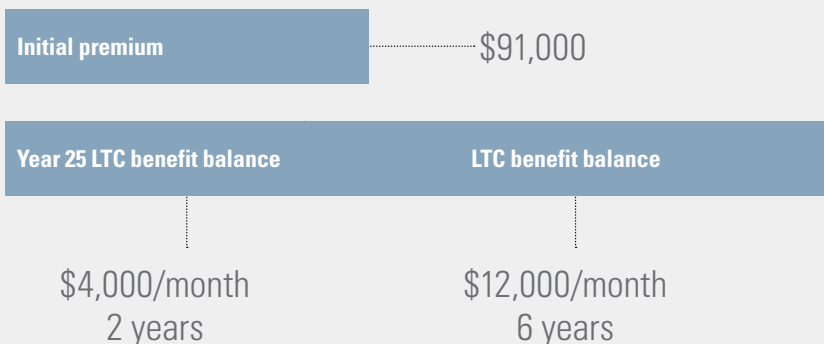 Initial premium
$91,000
Year 25 LTC benefit balance
LTC benefit balance
$4,000/month
2 years
$12,000/month
6 years